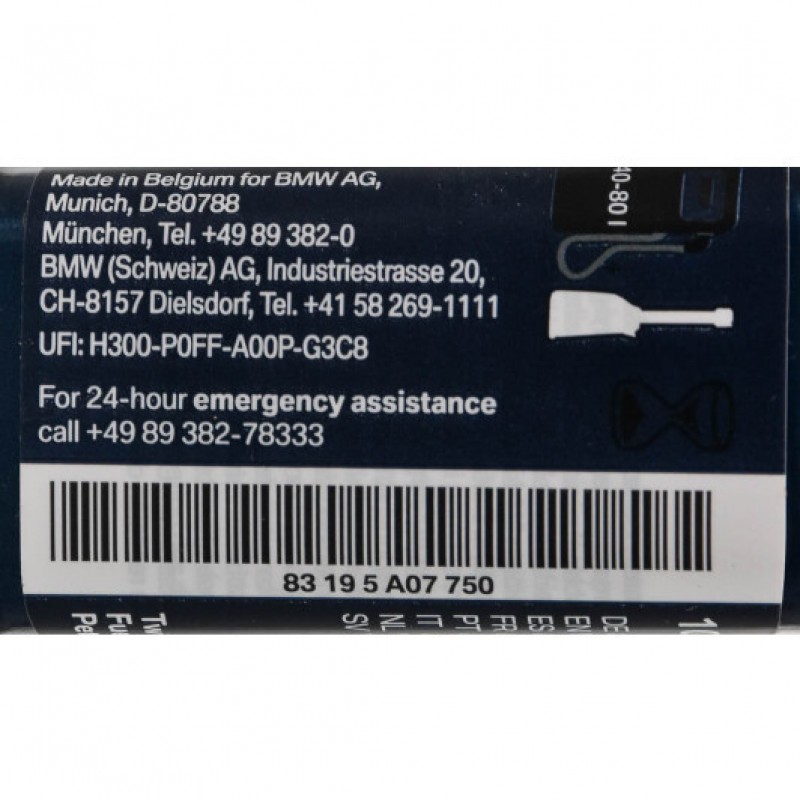 Made in Belgium for BMW AG,
Munich, D-80788
München, Tel. +49 89 382-0
BMW (Schweiz) AG, Industriestrasse 20,
CH-8157 Dielsdorf, Tel. +41 58 269-1111
UFI: H300-P0FF-A00P-G3C8
For 24-hour emergency assistance
call +49 89 382-78333
40-80 l
83 19 5 A07 750
DE
EN
ES
FR
PT
IT
NL
SV